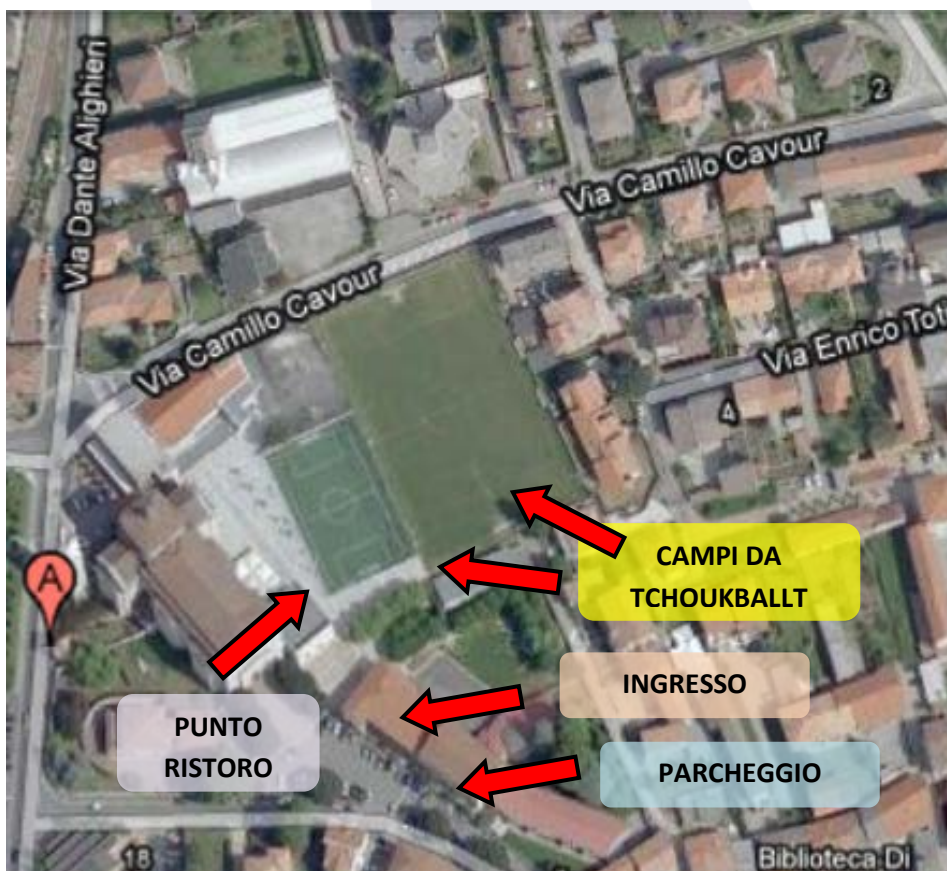 Via Dante Alighieri
2
Via Camillo Cavour
Via Camillo Cavour
Via Enrico Tot
4
A
CAMPI DA
TCHOUKBALLT
INGRESSO
PUNTO
RISTORO
PARCHEGGIO
18
Biblioteca Di